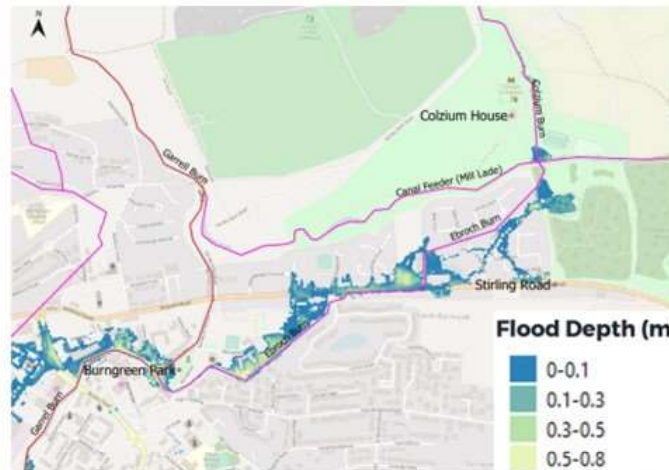 N
Colzium House
Colzium Burn
Garrell Burn
Canal Feeder (Mill Lade)
Ebroch Burn
Stirling Road
Ebroch Burn
Burngreen Park
Garrel Burn
Flood Depth (m
0-0.1
0.1-0.3
0.3-0.5
0.5-0.8